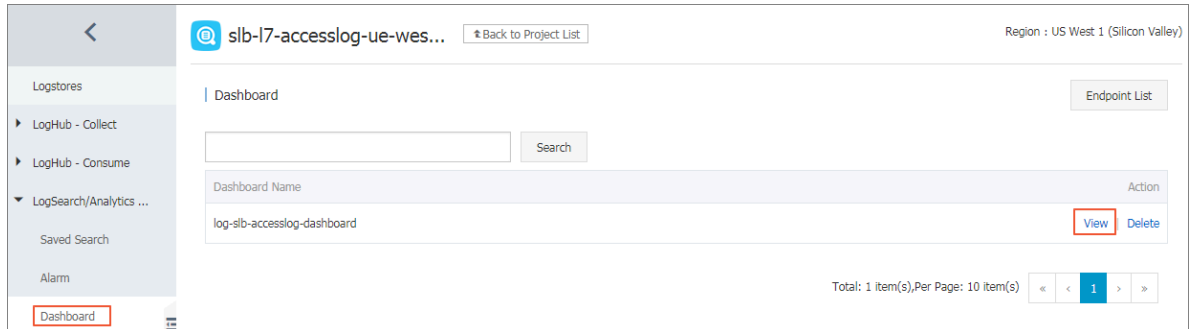 slb-l7-accesslog-ue-wes...
Back to Project List
Region : US West 1 (Silicon Valley)
Logstores
LogHub - Collect
LogHub - Consume
LogSearch/Analytics ...
Saved Search
Alarm
Dashboard
Dashboard
Endpoint List
Search
Dashboard Name Action
log-slb-accesslog-dashboard View Delete
Total: 1 item(s),Per Page: 10 item(s) « < 1 > »